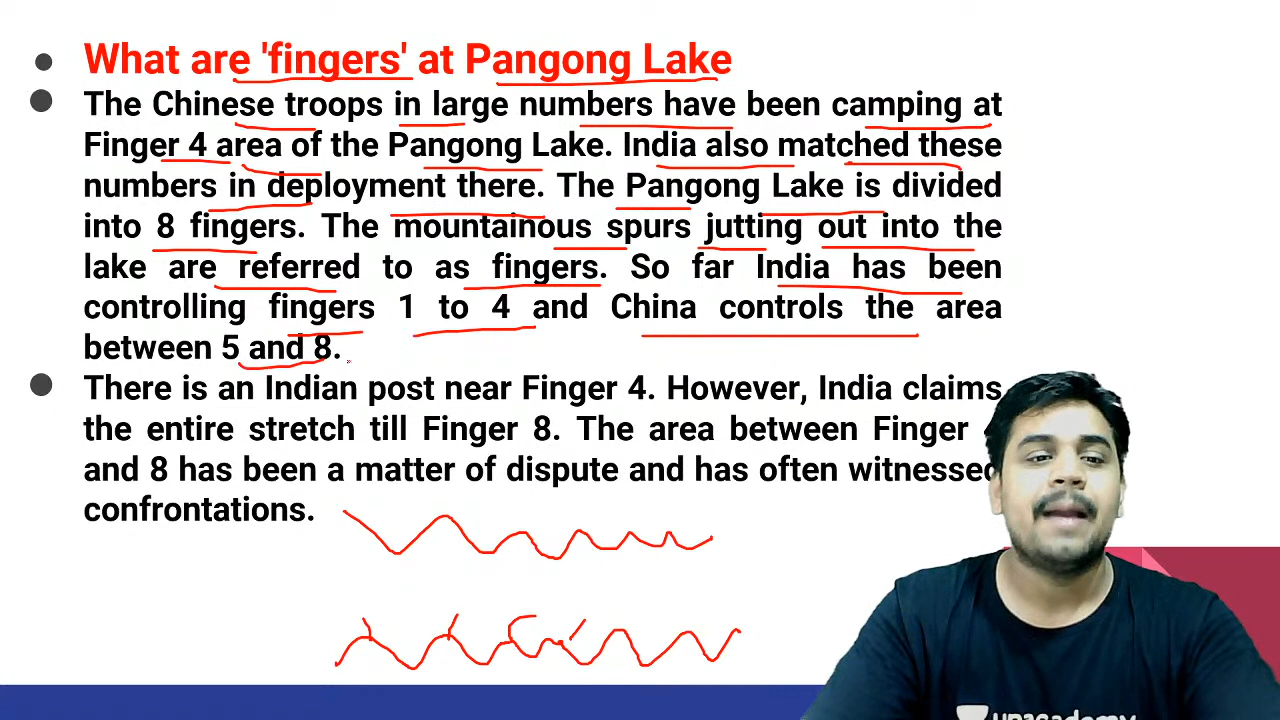 What are 'fingers' at Pangong Lake
The Chinese troops in large numbers have been camping at
Finger 4 area of the Pangong Lake. India also matched these
numbers in deployment there. The Pangong Lake is divided
into 8 fingers. The mountainous spurs jutting out into the
lake are referred to as fingers. So far India has been
controlling fingers 1 to 4 and China controls the area
between 5 and 8.
There is an Indian post near Finger 4. However, India claims
the entire stretch till Finger 8. The area between Finger
and 8 has been a matter of dispute and has often witnessed
confrontations.
unacademy